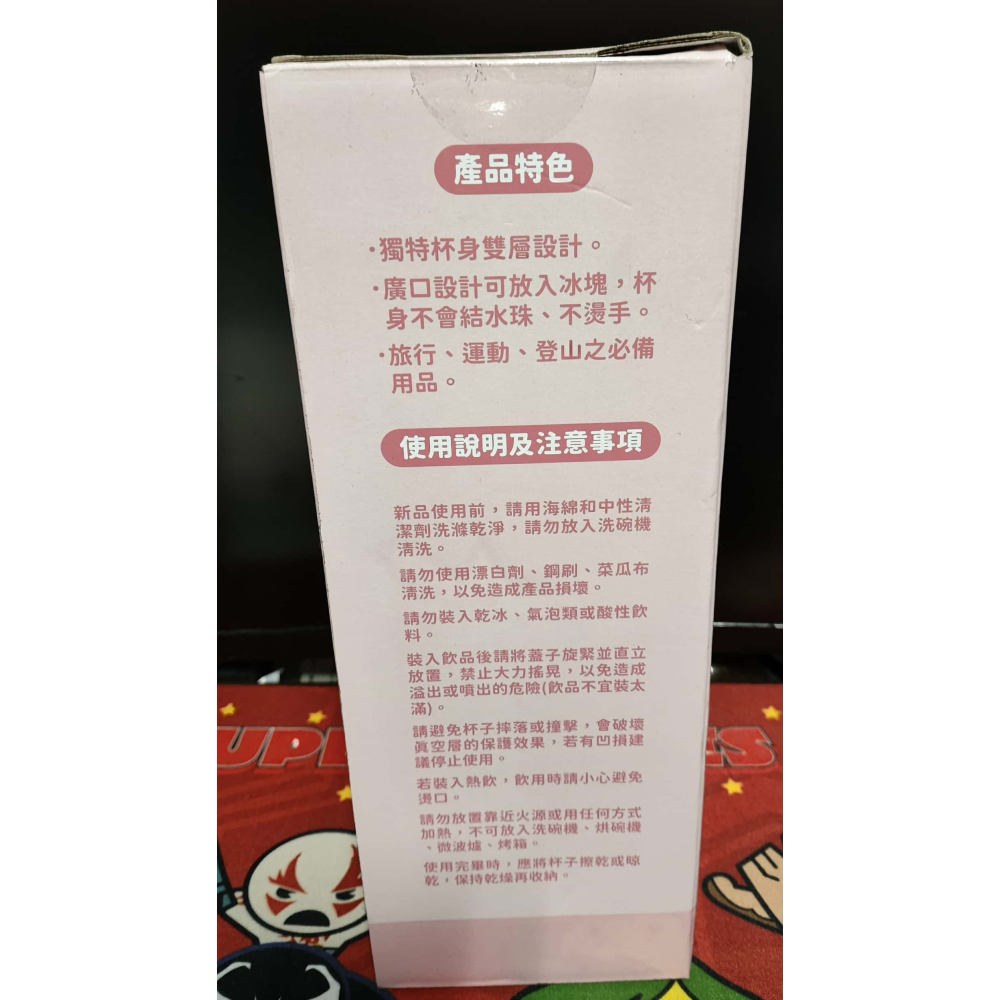 產品特色
·獨特杯身雙層設計。
·廣口設計可放入冰塊,杯
身不會結水珠、不燙手。
·旅行、運動、登山之必備
用品。
使用說明及注意事項
新品使用前,請用海綿和中性清
潔劑洗滌乾淨,請勿放入洗碗機
清洗。
請勿使用漂白劑、鋼刷、菜瓜布
清洗,以免造成產品損壞。
請勿裝入乾冰、氣泡類或酸性飲
料。
裝入飲品後請將蓋子旋緊並直立
放置,禁止大力搖晃,以免造成
溢出或噴出的危險(飲品不宜裝太
滿)。
請避免杯子摔落或撞擊,會破壞
真空層的保護效果,若有凹損建
議停止使用。
若裝入熱飲,飲用時請小心避免
燙口。
請勿放置靠近火源或用任何方式
加熱,不可放入洗碗機、烘碗機
、微波爐、烤箱。
使用完畢時,應將杯子擦乾或晾
乾,保持乾燥再收納。